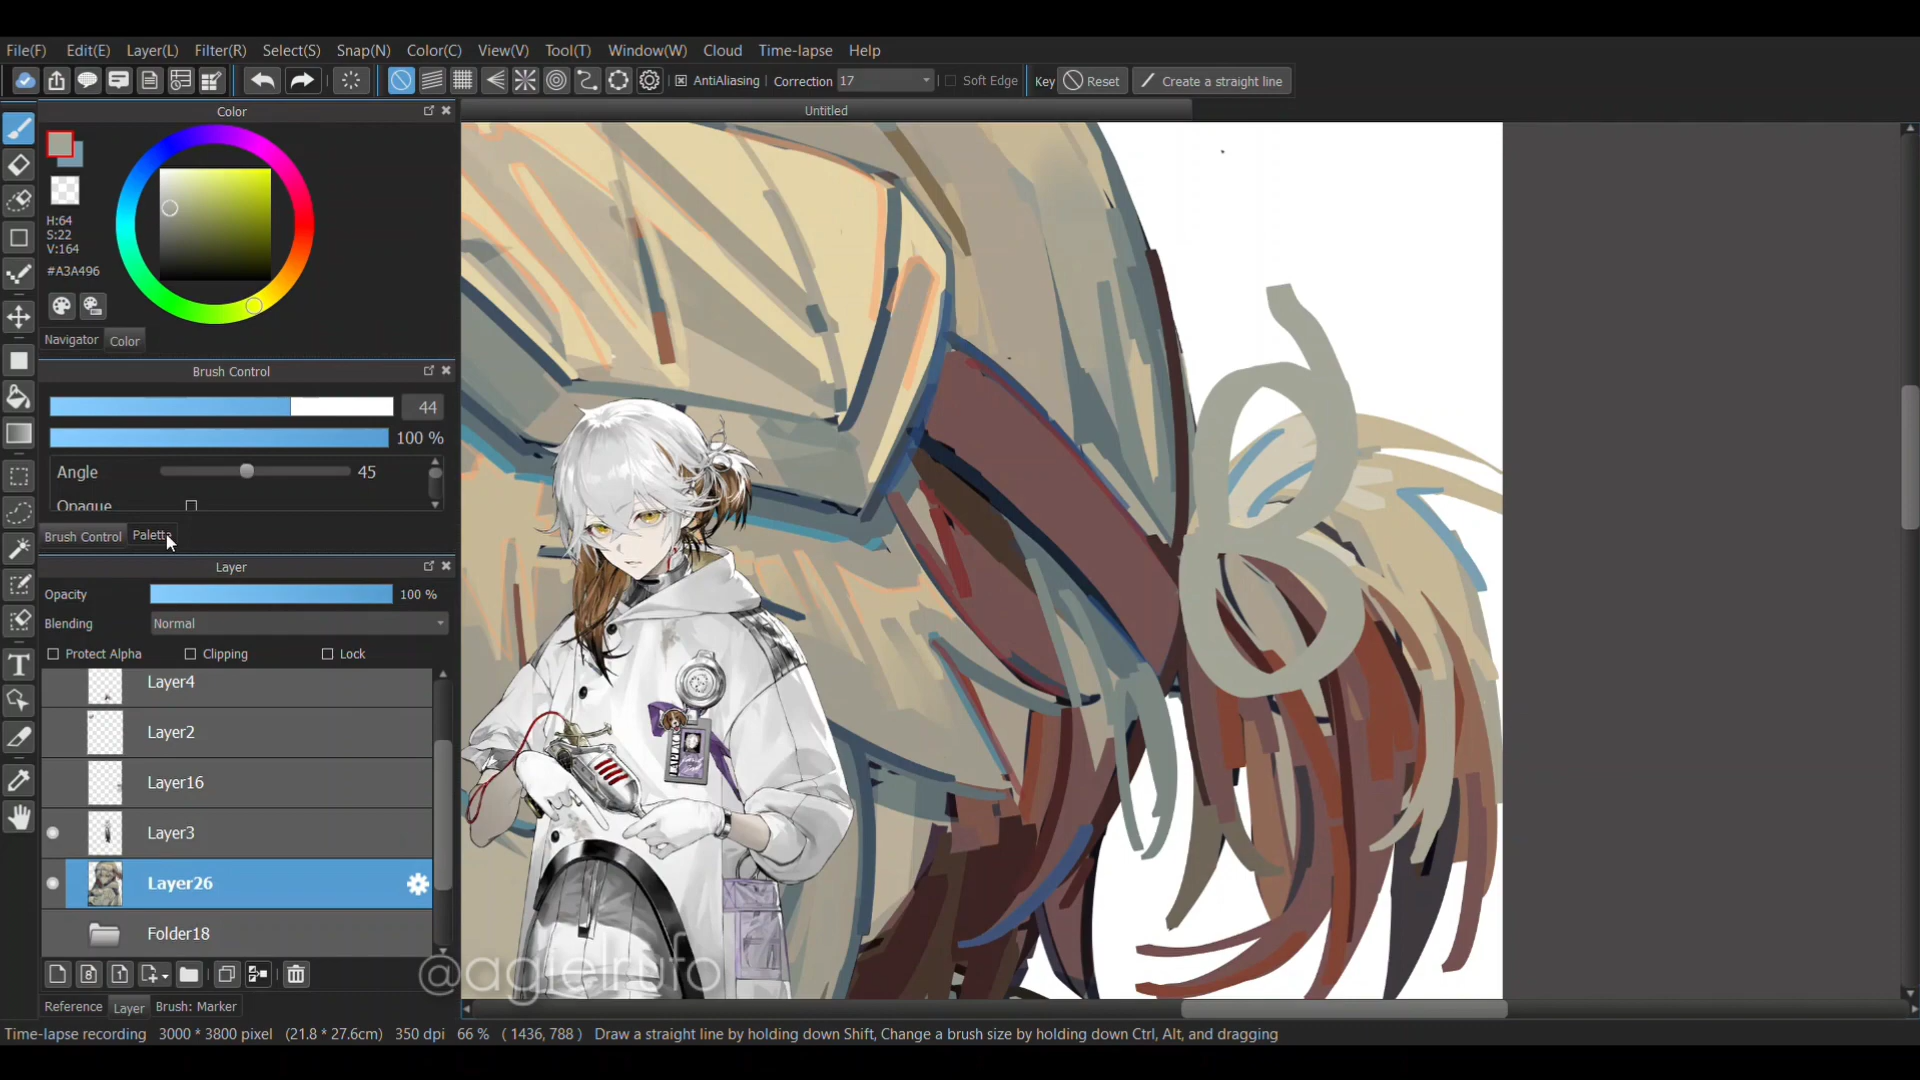 File(F) Edit(E) Layer(L) Filter(R) Select(S) Snap(N) Color(C) View(V) Tool(T) Window(W) Cloud Time-lapse Help
AntiAliasing Correction 17 Soft Edge Key Reset Create a straight line
Color
Untitled
H:64
S:22
V:164
#A3A496
Navigator Color
Brush Control
44
100 %
Angle 45
Opaque
Brush Control Palette
Layer
Opacity 100 %
Blending Normal
Protect Alpha Clipping Lock
Layer4
Layer2
Layer16
Layer3
Layer26
Folder18
@agielruto
Reference Layer Brush: Marker
Time-lapse recording 3000 * 3800 pixel (21.8 * 27.6cm) 350 dpi 66 % ( 1436, 788 ) Draw a straight line by holding down Shift, Change a brush size by holding down Ctrl, Alt, and dragging